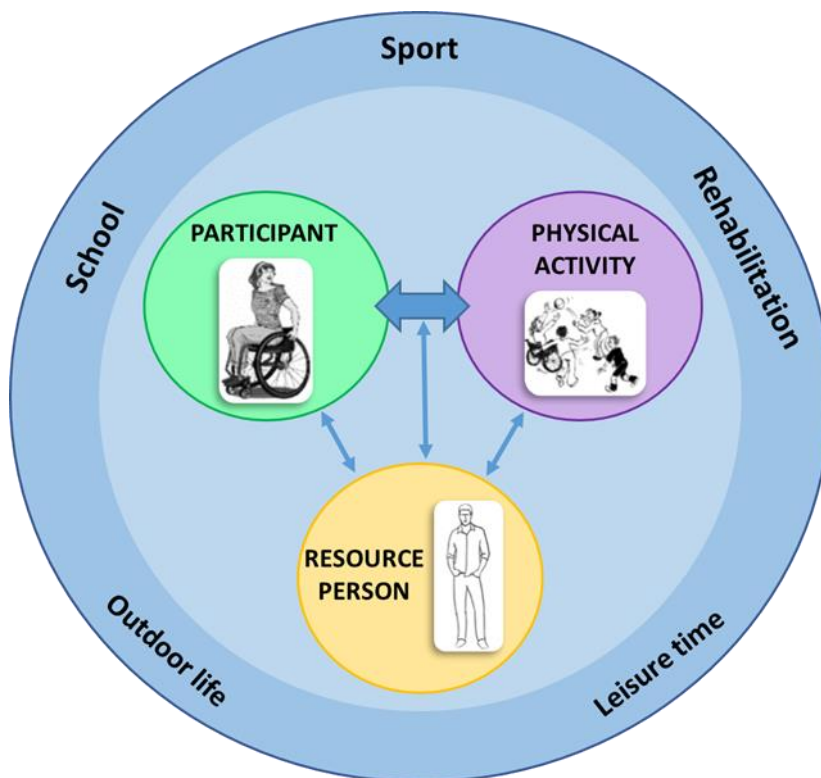 Sport
School
Rehabilitation
PARTICIPANT
PHYSICAL
ACTIVITY
RESOURCE
PERSON
Outdoor life
Leisure time